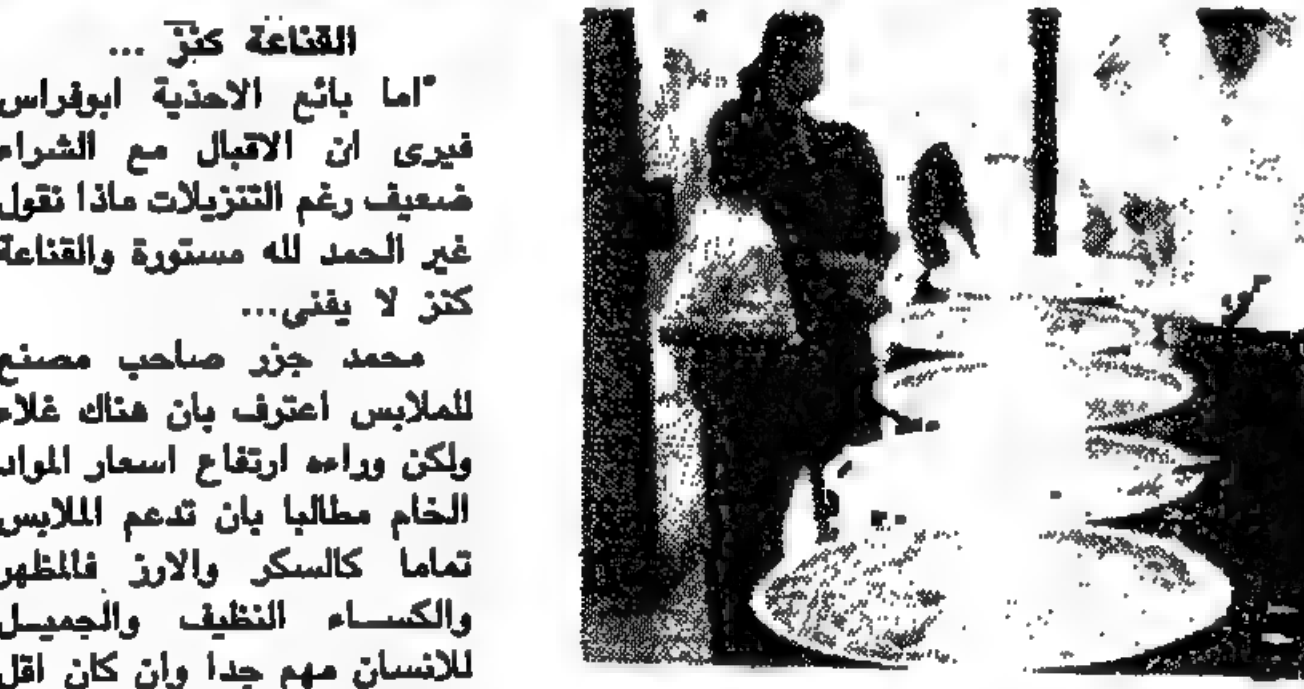 القناعة كنز ...
"اما بائع الاحذية ابوفراس
فيرى ان الاقبال مع الشراء
ضعيف رغم التنزيلات ماذا نقول
غير الحمد لله مستورة والقناعة
كنز لا يفنى...
محمد جزر صاحب مصنع
للملابس اعترف بان هناك غلاء
ولكن وراءه ارتفاع اسعار المواد
الخام مطالبا بان تدعم الملابس
تماما كالسكر والارز فالمظهر
والكساء النظيف والجميل
للانسان مهم جدا وان كان اقل